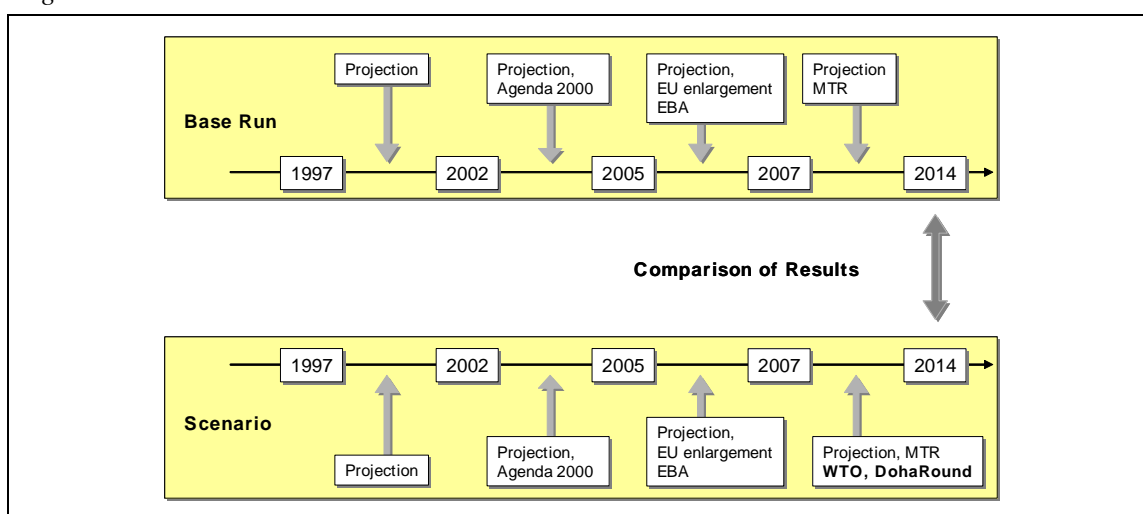 Projection
Projection,
Agenda 2000
Projection,
EU enlargement
EBA
Projection
MTR
Base Run
1997
2002
2005
2007
2014
Comparison of Results
1997
2002
2005
2007
2014
Scenario
Projection
Projection,
Agenda 2000
Projection,
EU enlargement
EBA
Projection, MTR
WTO, DohaRound